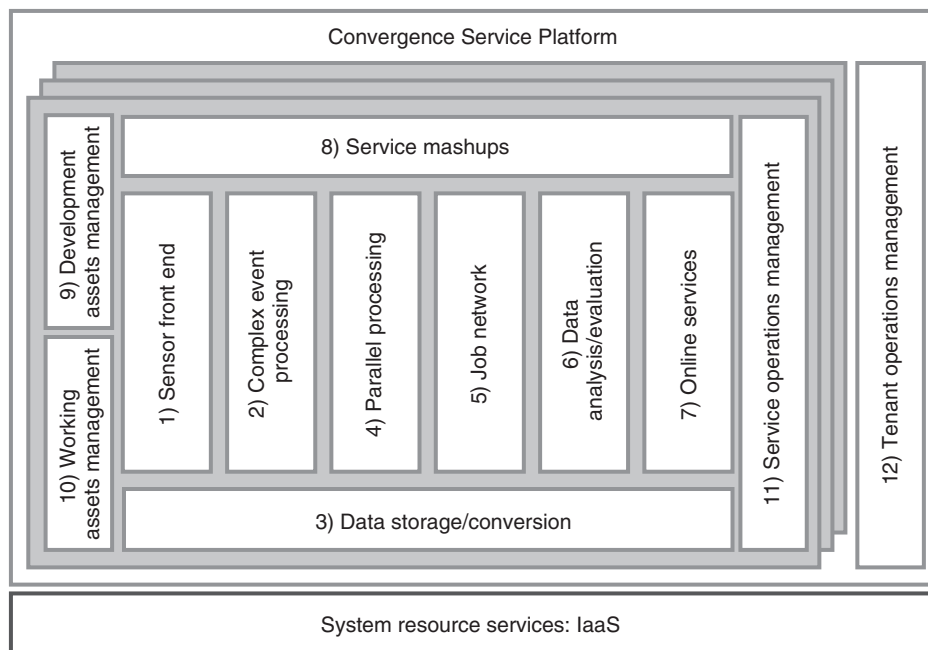 Convergence Service Platform
8) Service mashups
9) Development
assets management
10) Working
assets management
1) Sensor front end
2) Complex event
processing
4) Parallel processing
5) Job network
6) Data
analysis/evaluation
7) Online services
11) Service operations management
12) Tenant operations management
3) Data storage/conversion
System resource services: IaaS